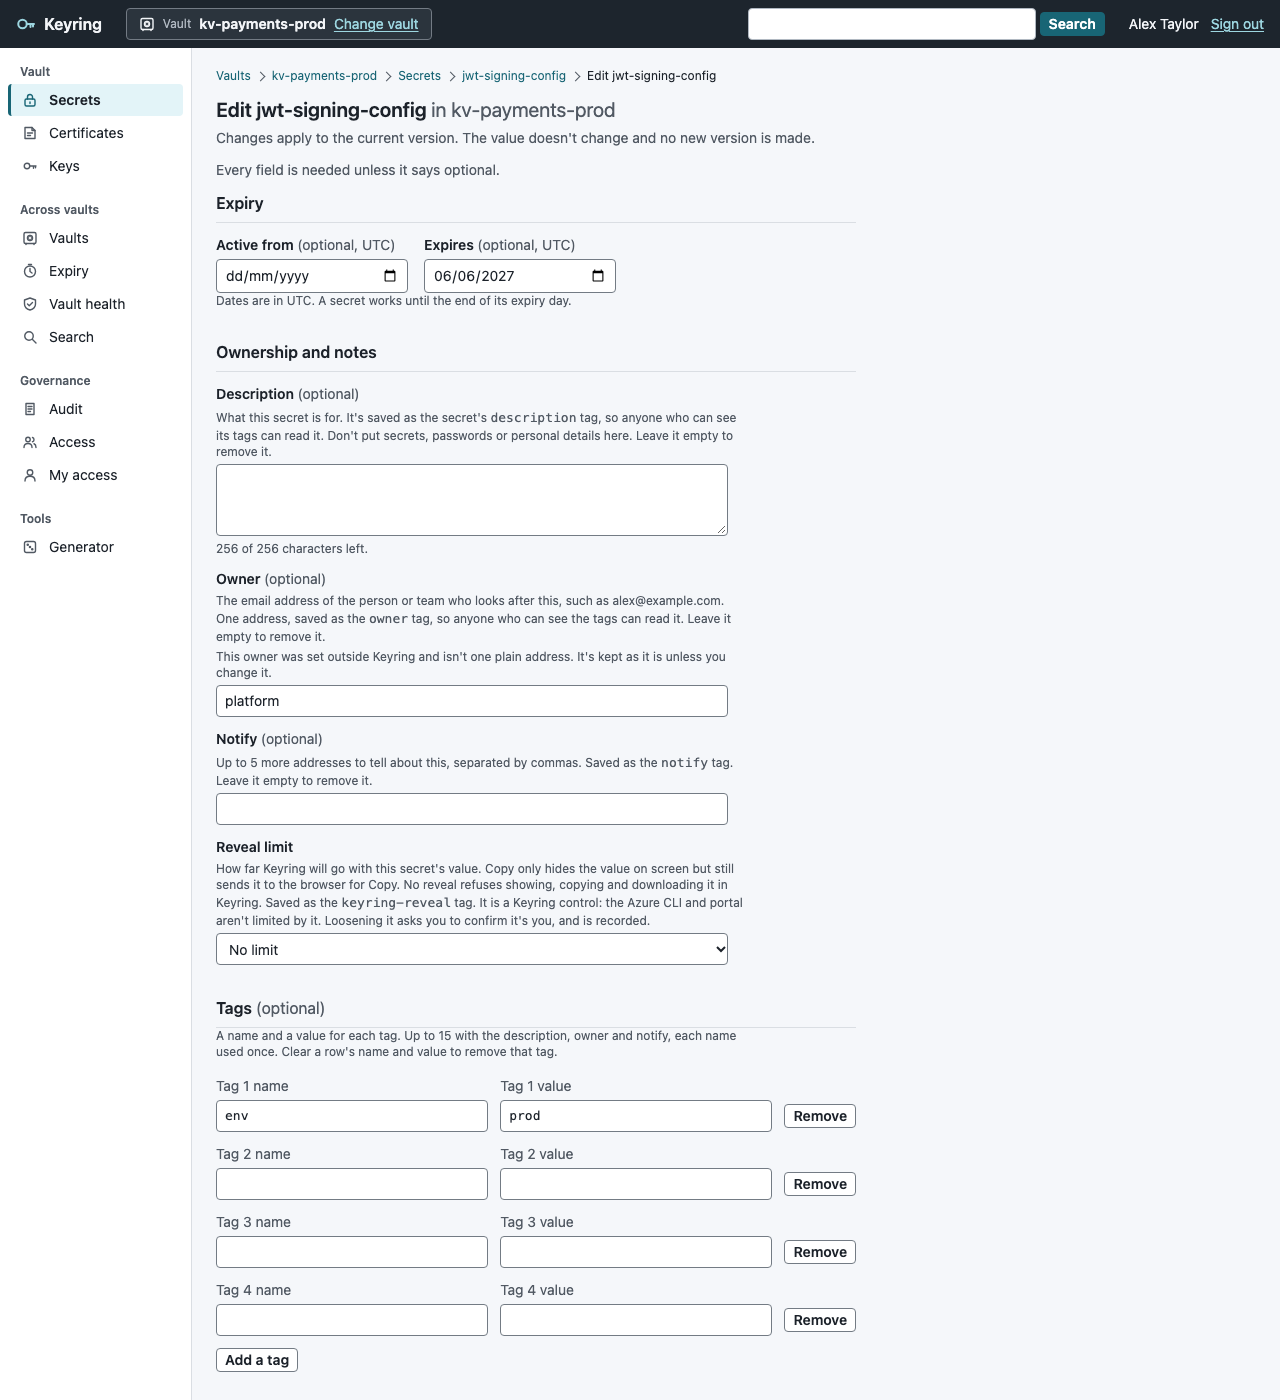 Keyring
Vault kv-payments-prod Change vault
Search
Alex Taylor Sign out
Vault
Secrets
Certificates
Keys
Across vaults
Vaults
Expiry
Vault health
Search
Governance
Audit
Access
My access
Tools
Generator
Vaults > kv-payments-prod > Secrets > jwt-signing-config > Edit jwt-signing-config
Edit jwt-signing-config in kv-payments-prod
Changes apply to the current version. The value doesn't change and no new version is made.
Every field is needed unless it says optional.
Expiry
Active from (optional, UTC) Expires (optional, UTC)
dd/mm/yyyy 06/06/2027
Dates are in UTC. A secret works until the end of its expiry day.
Ownership and notes
Description (optional)
What this secret is for. It's saved as the secret's description tag, so anyone who can see
its tags can read it. Don't put secrets, passwords or personal details here. Leave it empty to
remove it.
256 of 256 characters left.
Owner (optional)
The email address of the person or team who looks after this, such as alex@example.com.
One address, saved as the owner tag, so anyone who can see the tags can read it. Leave it
empty to remove it.
This owner was set outside Keyring and isn't one plain address. It's kept as it is unless you
change it.
platform
Notify (optional)
Up to 5 more addresses to tell about this, separated by commas. Saved as the notify tag.
Leave it empty to remove it.
Reveal limit
How far Keyring will go with this secret's value. Copy only hides the value on screen but still
sends it to the browser for Copy. No reveal refuses showing, copying and downloading it in
Keyring. Saved as the keyring-reveal tag. It is a Keyring control: the Azure CLI and portal
aren't limited by it. Loosening it asks you to confirm it's you, and is recorded.
No limit
Tags (optional)
A name and a value for each tag. Up to 15 with the description, owner and notify, each name
used once. Clear a row's name and value to remove that tag.
Tag 1 name Tag 1 value
env prod Remove
Tag 2 name Tag 2 value
Remove
Tag 3 name Tag 3 value
Remove
Tag 4 name Tag 4 value
Remove
Add a tag